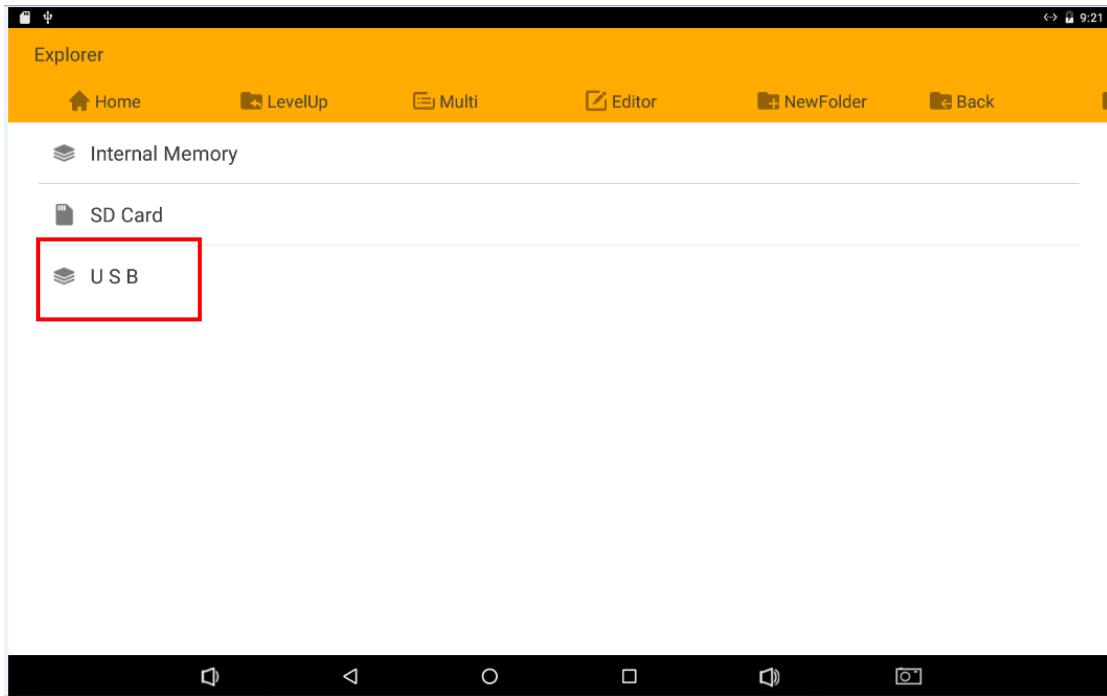 9:21
Explorer
Home LevelUp Multi Editor NewFolder Back
Internal Memory
SD Card
U S B